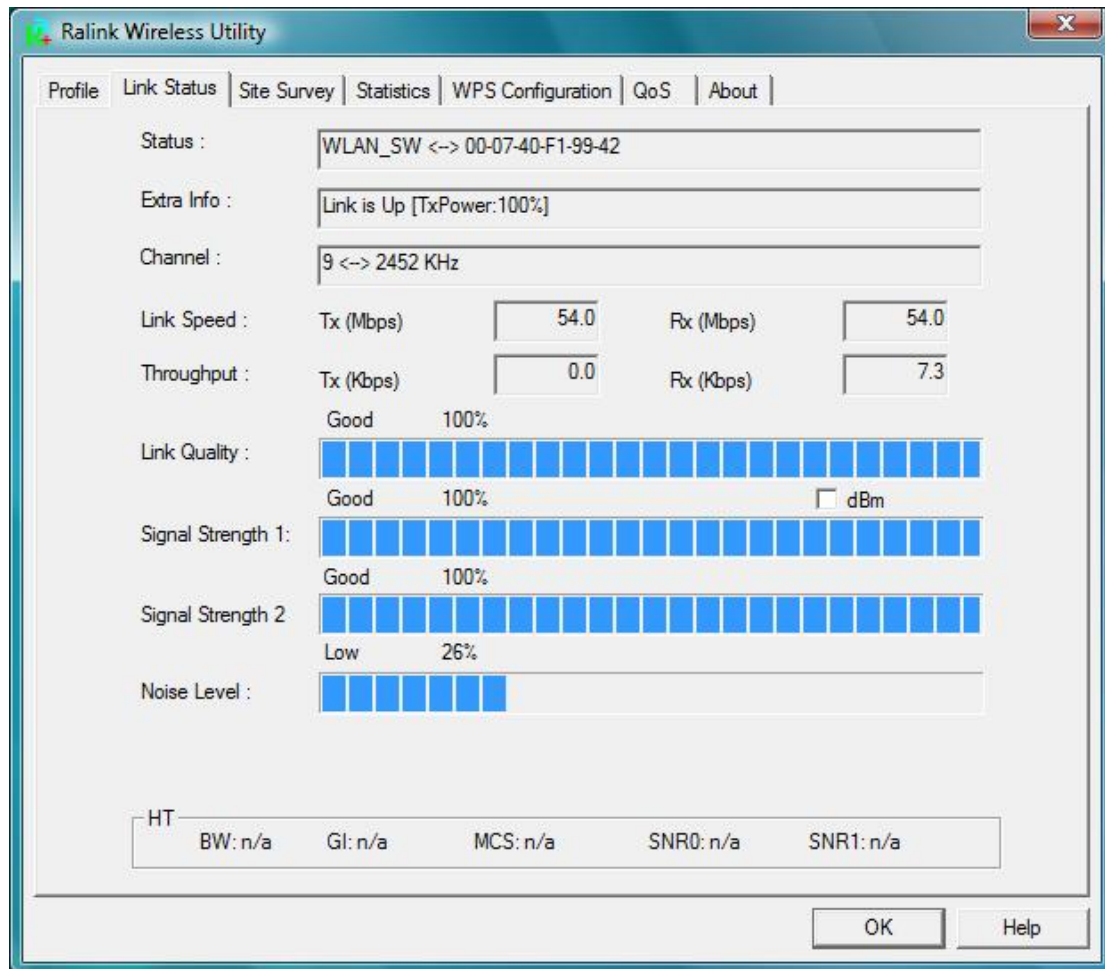 Ralink Wireless Utility
Profile Link Status Site Survey Statistics WPS Configuration QoS About
Status : WLAN_SW <--> 00-07-40-F1-99-42
Extra Info : Link is Up [TxPower:100%]
Channel : 9 <--> 2452 KHz
Link Speed : Tx (Mbps) 54.0 Rx (Mbps) 54.0
Throughput : Tx (Kbps) 0.0 Rx (Kbps) 7.3
Good 100%
Link Quality :
Good 100% dBm
Signal Strength 1:
Good 100%
Signal Strength 2
Low 26%
Noise Level :
HT
BW: n/a GI: n/a MCS: n/a SNR0: n/a SNR1: n/a
OK Help